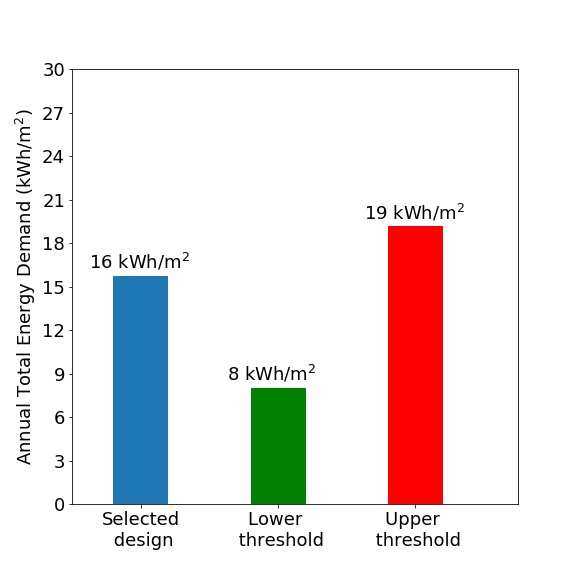 Annual Total Energy Demand (kWh/m²)
30
27
24
21
18
15
12
9
6
3
0
16 kWh/m²
8 kWh/m²
19 kWh/m²
Selected
design
Lower
threshold
Upper
threshold